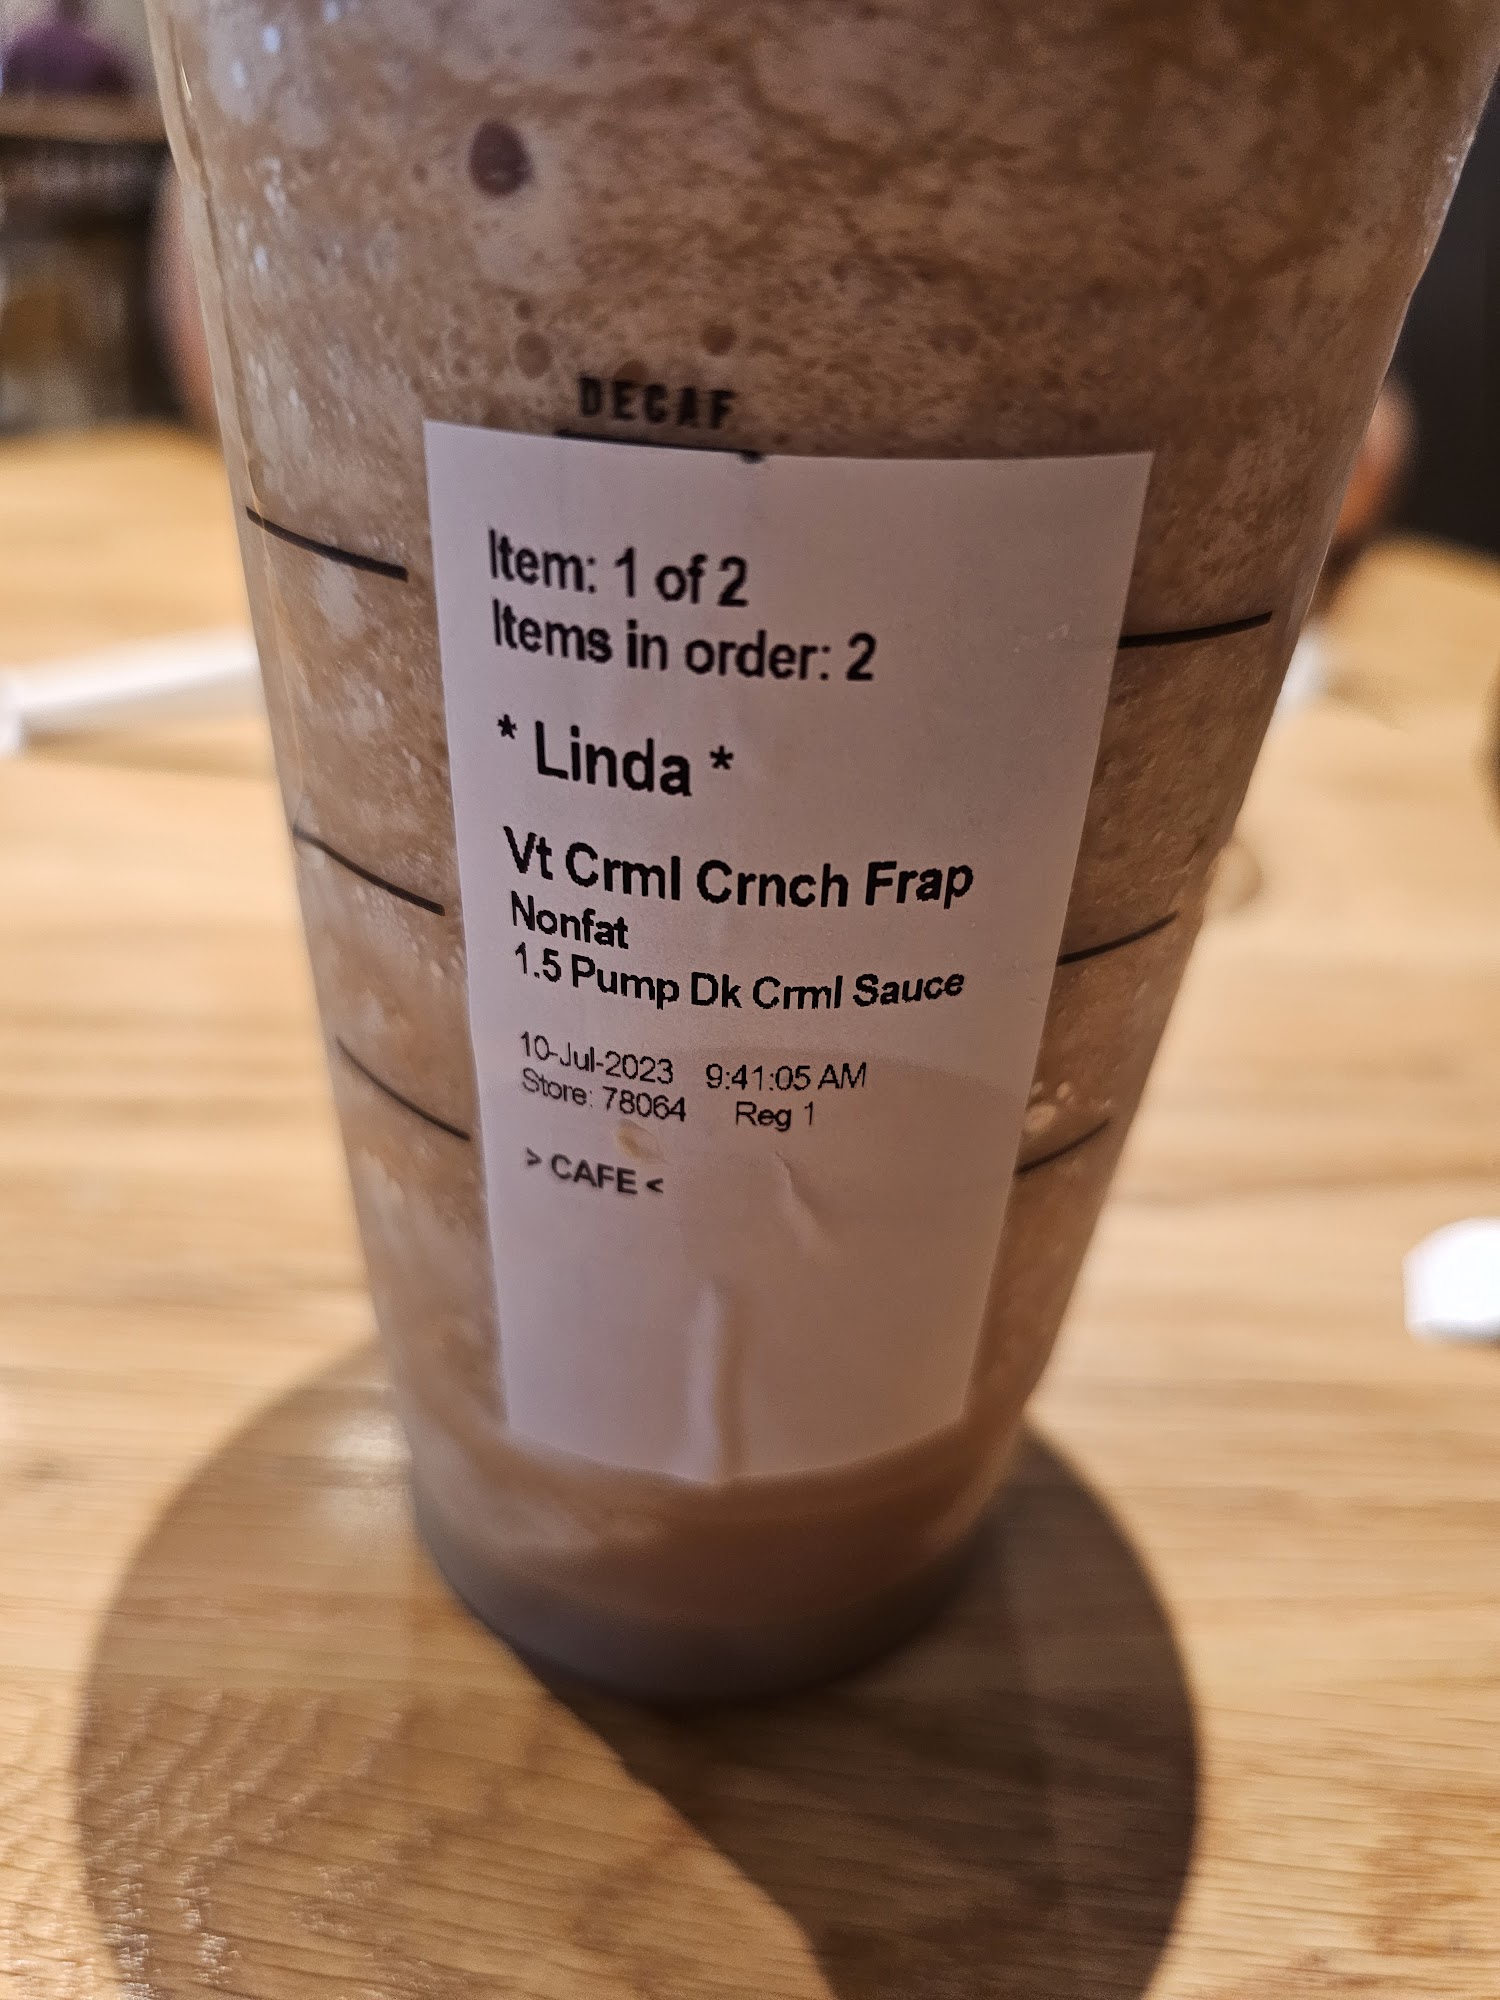 DECAF
Item: 1 of 2
Items in order: 2
* Linda *
Vt Crml Crnch Frap
Nonfat
1.5 Pump Dk Crml Sauce
10-Jul-2023 9:41:05 AM
Store: 78064 Reg 1
> CAFE <